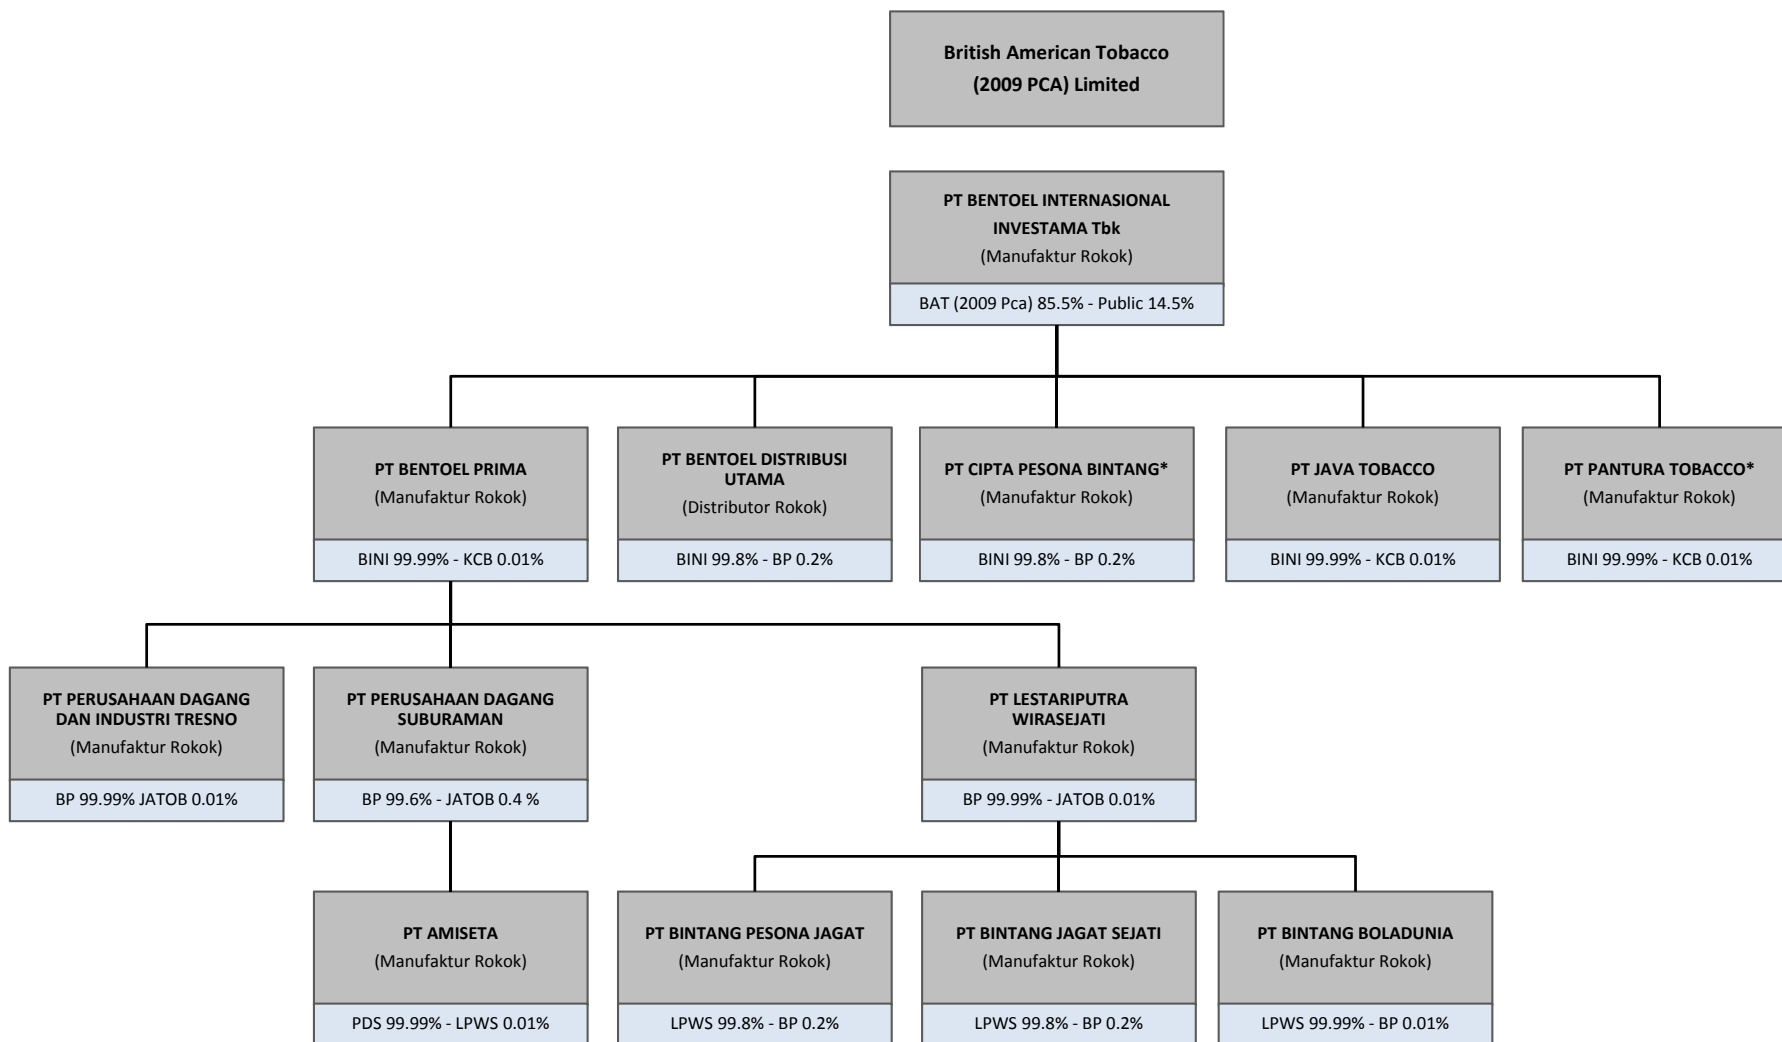 British American Tobacco
(2009 PCA) Limited
PT BENTOEL INTERNASIONAL
INVESTAMA Tbk
(Manufaktur Rokok)
BAT (2009 Pca) 85.5% - Public 14.5%
PT BENTOEL PRIMA
(Manufaktur Rokok)
BINI 99.99% - KCB 0.01%
PT BENTOEL DISTRIBUSI
UTAMA
(Distributor Rokok)
BINI 99.8% - BP 0.2%
PT CIPTA PESONA BINTANG*
(Manufaktur Rokok)
BINI 99.8% - BP 0.2%
PT JAVA TOBACCO
(Manufaktur Rokok)
BINI 99.99% - KCB 0.01%
PT PANTURA TOBACCO*
(Manufaktur Rokok)
BINI 99.99% - KCB 0.01%
PT PERUSAHAAN DAGANG
DAN INDUSTRI TRESNO
(Manufaktur Rokok)
BP 99.99% JATOB 0.01%
PT PERUSAHAAN DAGANG
SUBURAMAN
(Manufaktur Rokok)
BP 99.6% - JATOB 0.4 %
PT LESTARIPUTRA
WIRASEJATI
(Manufaktur Rokok)
BP 99.99% - JATOB 0.01%
PT AMISETA
(Manufaktur Rokok)
PDS 99.99% - LPWS 0.01%
PT BINTANG PESONA JAGAT
(Manufaktur Rokok)
LPWS 99.8% - BP 0.2%
PT BINTANG JAGAT SEJATI
(Manufaktur Rokok)
LPWS 99.8% - BP 0.2%
PT BINTANG BOLADUNIA
(Manufaktur Rokok)
LPWS 99.99% - BP 0.01%